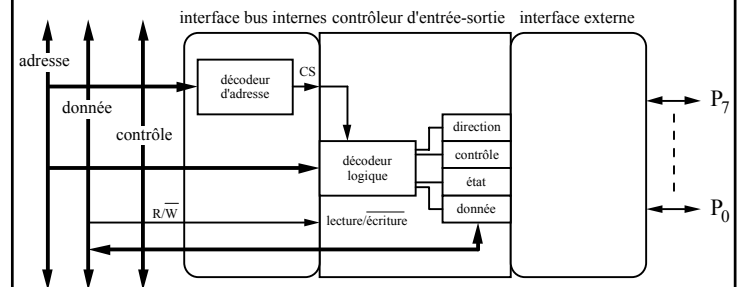 interface bus internes contrôleur d'entrée-sortie interface externe
adresse
décodeur
d'adresse
CS
donnée
contrôle
direction
contrôle
état
donnée
décodeur
logique
R/W̅
lecture/é̅c̅r̅i̅t̅u̅r̅e̅
P7
P0